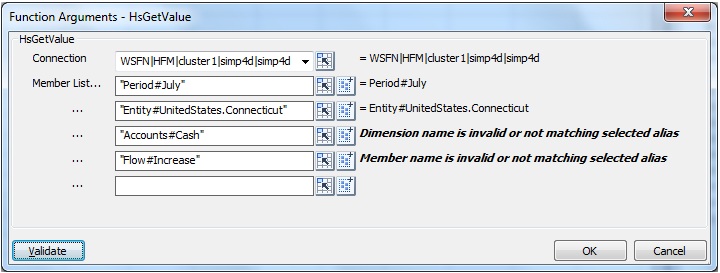 Function Arguments - HsGetValue
HsGetValue
Connection WSFN|HFM|cluster1|simp4d|simp4d = WSFN|HFM|cluster1|simp4d|simp4d
Member List... "Period#July" = Period#July
... "Entity#UnitedStates.Connecticut" = Entity#UnitedStates.Connecticut
... "Accounts#Cash" Dimension name is invalid or not matching selected alias
... "Flow#Increase" Member name is invalid or not matching selected alias
...
Validate OK Cancel